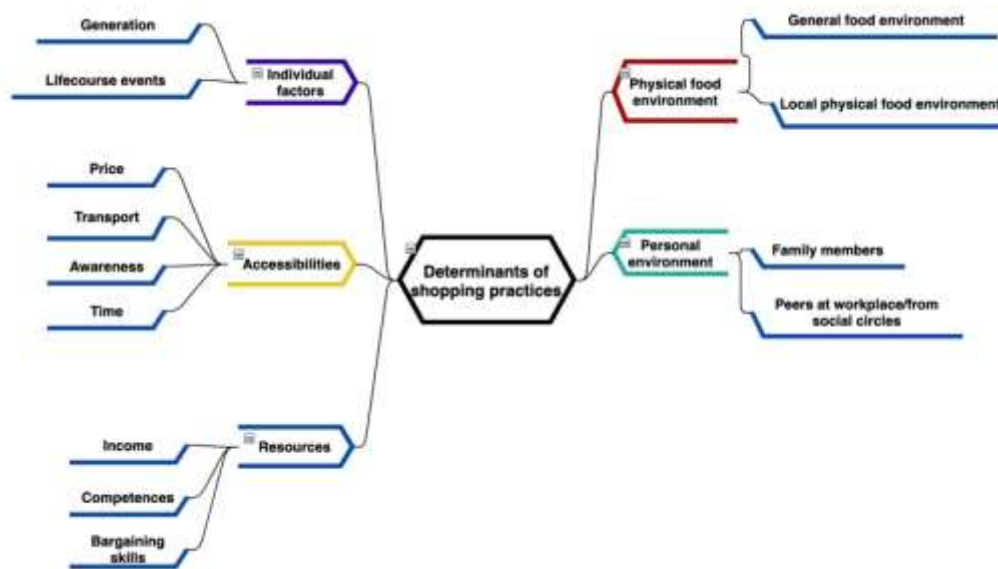 Generation
Lifecourse events
Individual
factors
Price
Transport
Awareness
Time
Accessibilities
Income
Competences
Bargaining
skills
Resources
Determinants of
shopping practices
General food environment
Local physical food environment
Physical food
environment
Personal
environment
Family members
Peers at workplace/from
social circles